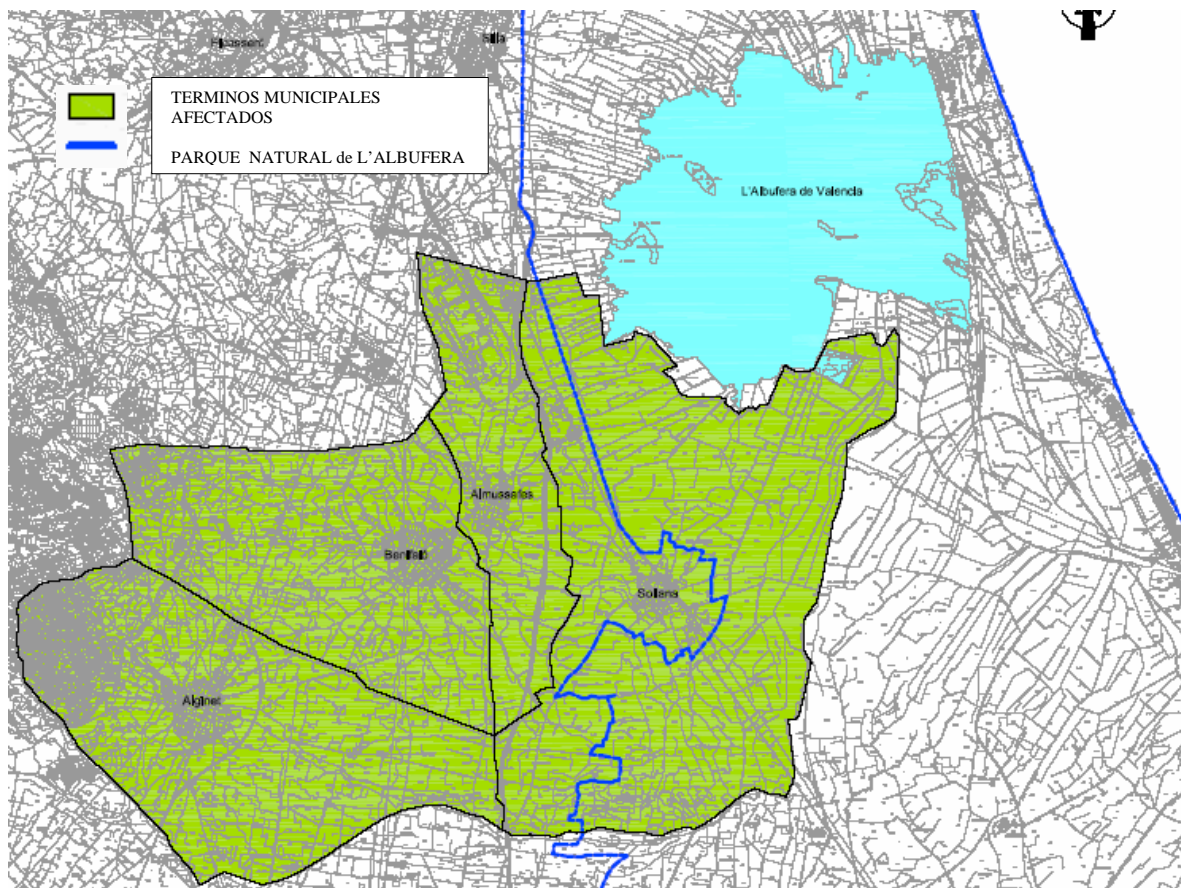 Silla
TERMINOS MUNICIPALES
AFECTADOS
PARQUE NATURAL de L'ALBUFERA
L'Albufera de Valencia
Almussafes
Benifaió
Sollana
Alginet